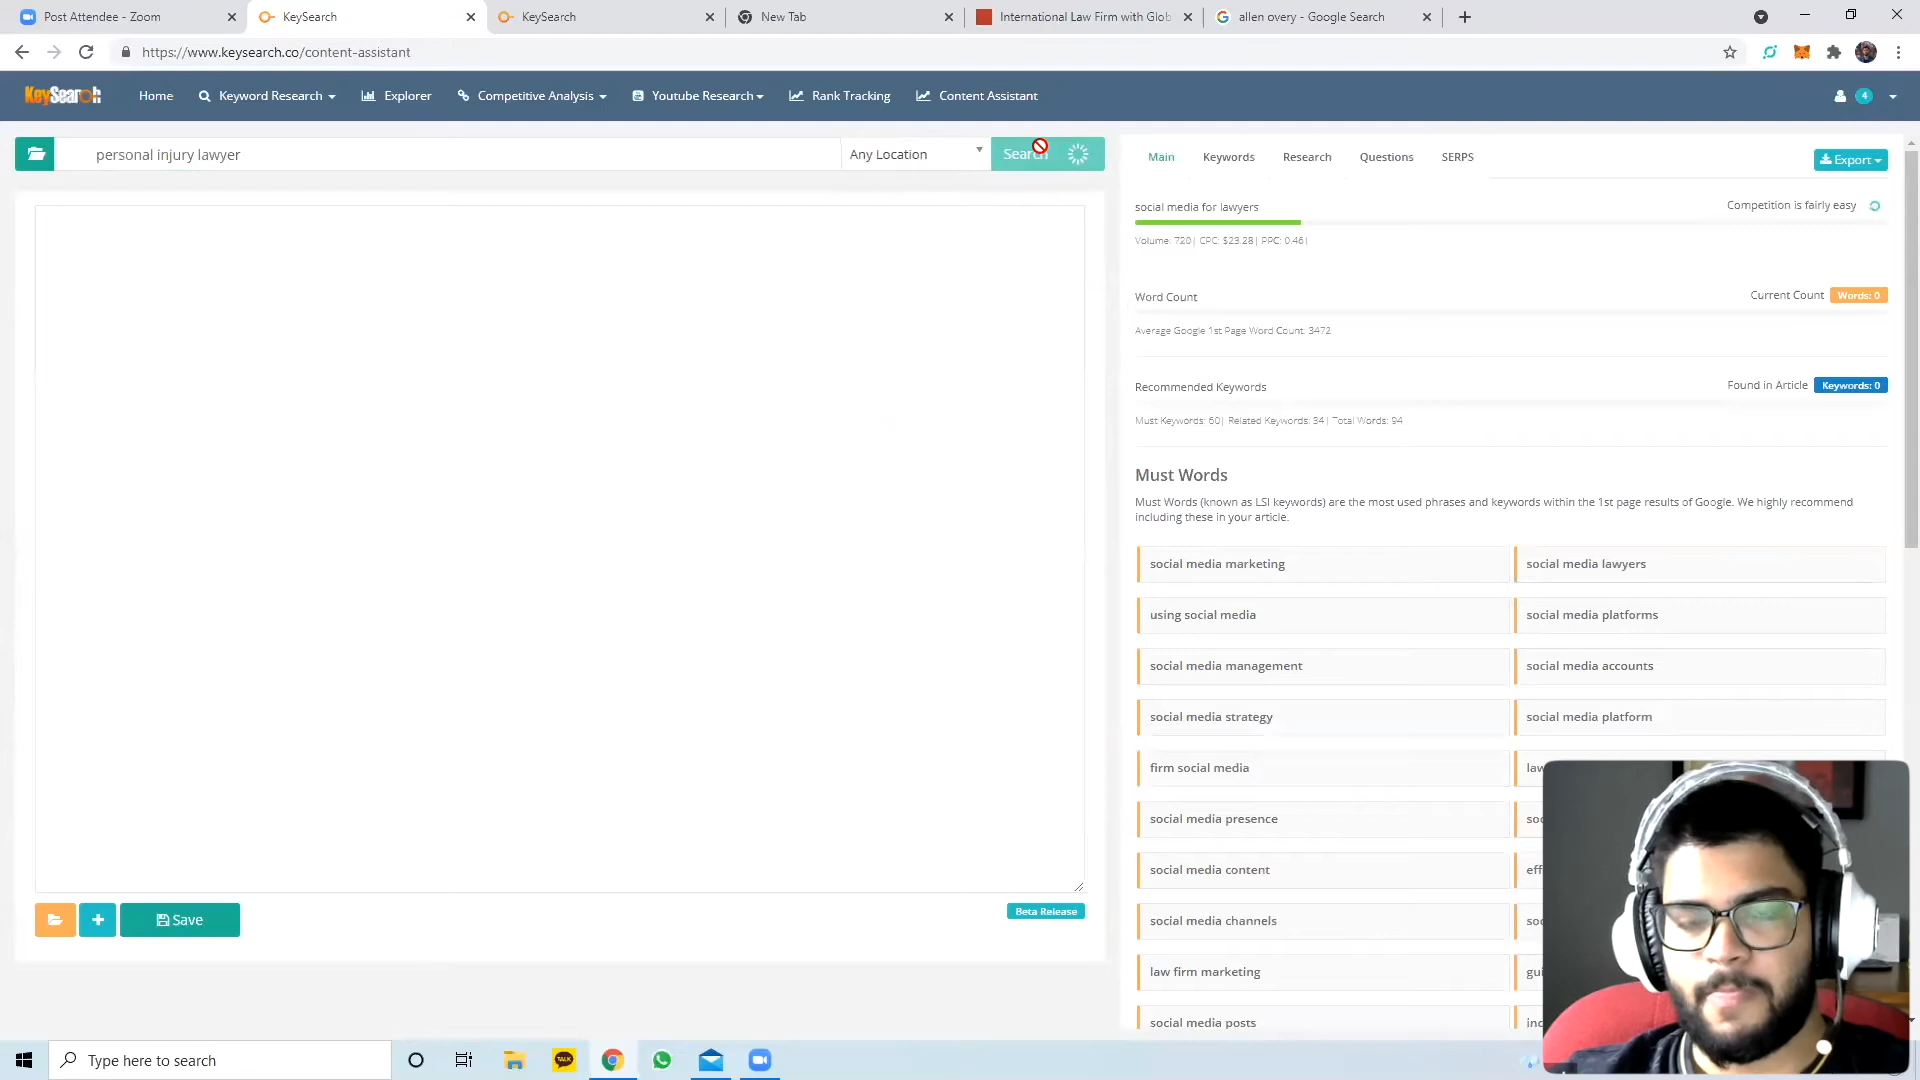 Post Attendee - Zoom
KeySearch
KeySearch
New Tab
International Law Firm with Glob
allen overy - Google Search
https://www.keysearch.co/content-assistant
KeySearch
Home
Keyword Research
Explorer
Competitive Analysis
Youtube Research
Rank Tracking
Content Assistant
4
personal injury lawyer
Any Location
Search
Main
Keywords
Research
Questions
SERPS
Export
social media for lawyers
Competition is fairly easy
Volume: 720| CPC: $23.28| PPC: 0.46|
Word Count
Current Count
Words: 0
Average Google 1st Page Word Count: 3472
Recommended Keywords
Found in Article
Keywords: 0
Must Keywords: 60| Related Keywords: 34| Total Words: 94
Must Words
Must Words (known as LSI keywords) are the most used phrases and keywords within the 1st page results of Google. We highly recommend
including these in your article.
social media marketing
social media lawyers
using social media
social media platforms
social media management
social media accounts
social media strategy
social media platform
firm social media
social media presence
social media content
social media channels
law firm marketing
social media posts
Save
Beta Release
Type here to search
TALK